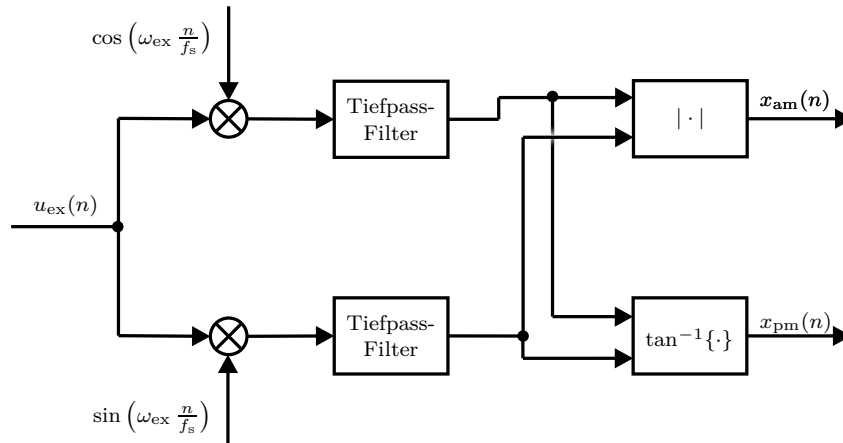 cos (ω_ex n/f_s)
Tiefpass-
Filter
| · |
x_am(n)
u_ex(n)
Tiefpass-
Filter
tan⁻¹{·}
x_pm(n)
sin (ω_ex n/f_s)